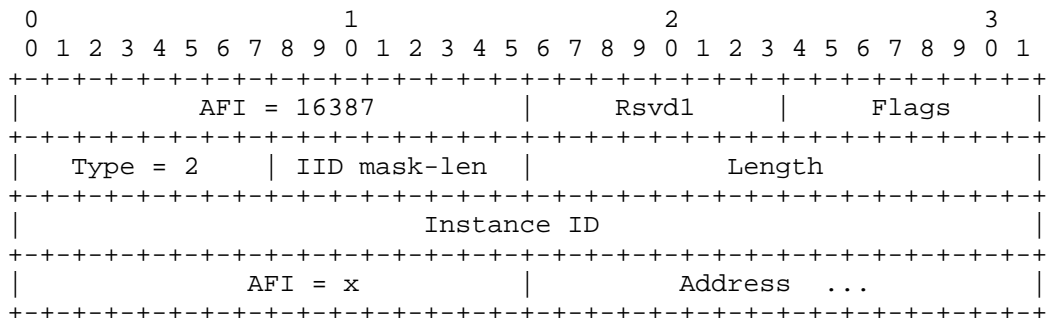 0                   1                   2                   3
 0 1 2 3 4 5 6 7 8 9 0 1 2 3 4 5 6 7 8 9 0 1 2 3 4 5 6 7 8 9 0 1
+-+-+-+-+-+-+-+-+-+-+-+-+-+-+-+-+-+-+-+-+-+-+-+-+-+-+-+-+-+-+-+-+
|           AFI = 16387         |     Rsvd1     |     Flags     |
+-+-+-+-+-+-+-+-+-+-+-+-+-+-+-+-+-+-+-+-+-+-+-+-+-+-+-+-+-+-+-+-+
|   Type = 2    | IID mask-len  |            Length             |
+-+-+-+-+-+-+-+-+-+-+-+-+-+-+-+-+-+-+-+-+-+-+-+-+-+-+-+-+-+-+-+-+
|                         Instance ID                           |
+-+-+-+-+-+-+-+-+-+-+-+-+-+-+-+-+-+-+-+-+-+-+-+-+-+-+-+-+-+-+-+-+
|              AFI = x          |         Address  ...          |
+-+-+-+-+-+-+-+-+-+-+-+-+-+-+-+-+-+-+-+-+-+-+-+-+-+-+-+-+-+-+-+-+